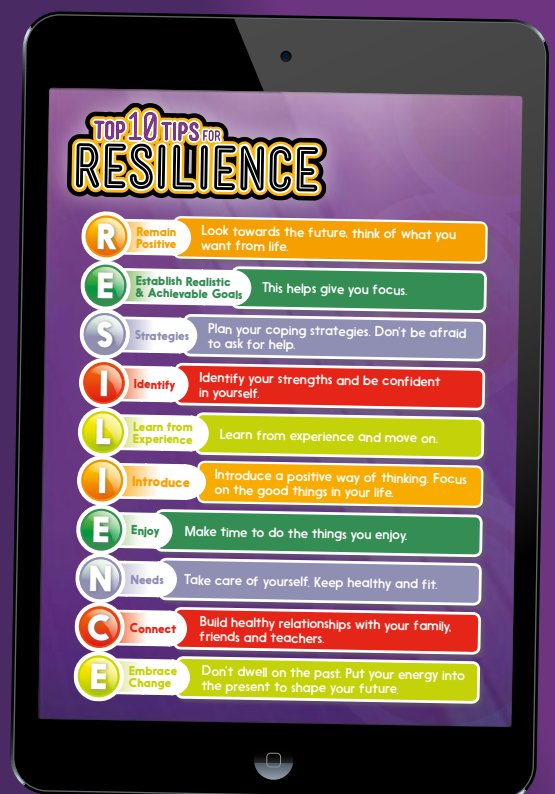 TOP 10 TIPS FOR
RESILIENCE
R
Remain
Positive
Look towards the future, think of what you
want from life.
E
Establish Realistic
& Achievable Goals
This helps give you focus.
S
Strategies
Plan your coping strategies. Don't be afraid
to ask for help.
I
Identify
Identify your strengths and be confident
in yourself.
L
Learn from
Experience
Learn from experience and move on.
I
Introduce
Introduce a positive way of thinking. Focus
on the good things in your life.
E
Enjoy
Make time to do the things you enjoy.
N
Needs
Take care of yourself. Keep healthy and fit.
C
Connect
Build healthy relationships with your family,
friends and teachers.
E
Embrace
Change
Don't dwell on the past. Put your energy into
the present to shape your future.